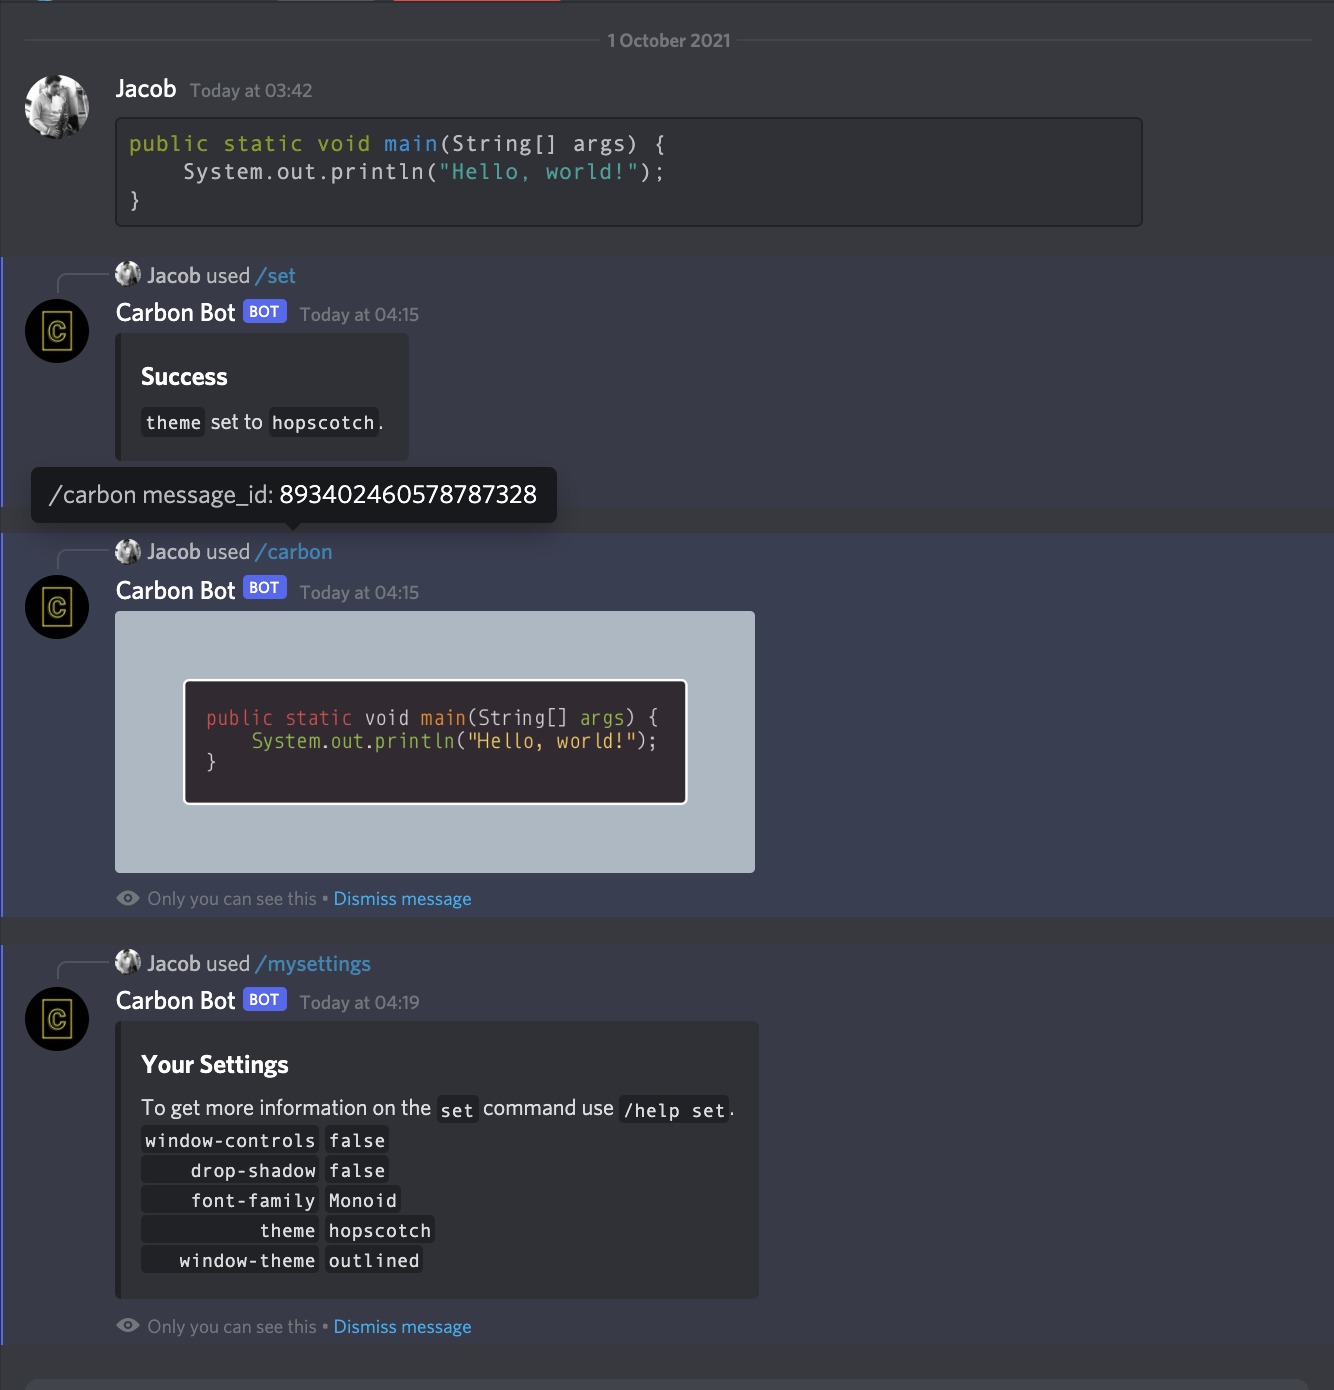 1 October 2021
Jacob Today at 03:42
public static void main(String[] args) {
    System.out.println("Hello, world!");
}
Jacob used /set
C
Carbon Bot BOT Today at 04:15
Success
theme set to hopscotch.
/carbon message_id: 893402460578787328
Jacob used /carbon
C
Carbon Bot BOT Today at 04:15
public static void main(String[] args) {
    System.out.println("Hello, world!");
}
Only you can see this • Dismiss message
Jacob used /mysettings
C
Carbon Bot BOT Today at 04:19
Your Settings
To get more information on the set command use /help set.
window-controls false
drop-shadow false
font-family Monoid
theme hopscotch
window-theme outlined
Only you can see this • Dismiss message